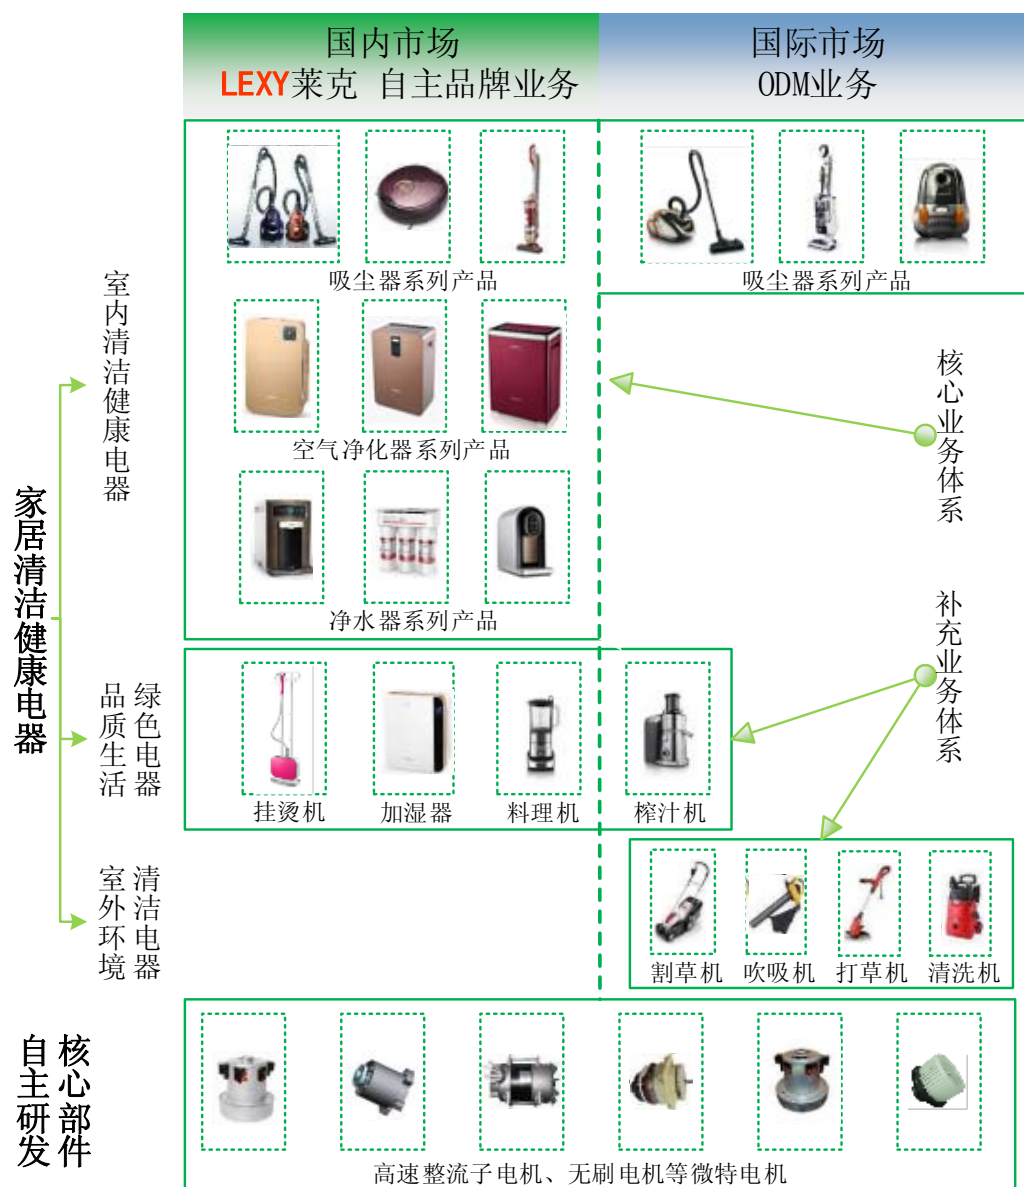 国内市场
LEXY莱克 自主品牌业务
国际市场
ODM业务
吸尘器系列产品
吸尘器系列产品
空气净化器系列产品
净水器系列产品
家居清洁健康电器
室内清洁健康电器
核心业务体系
补充业务体系
品质生活
绿色电器
挂烫机
加湿器
料理机
榨汁机
室外环境
清洁电器
割草机
吹吸机
打草机
清洗机
自主研发
核心部件
高速整流子电机、无刷电机等微特电机